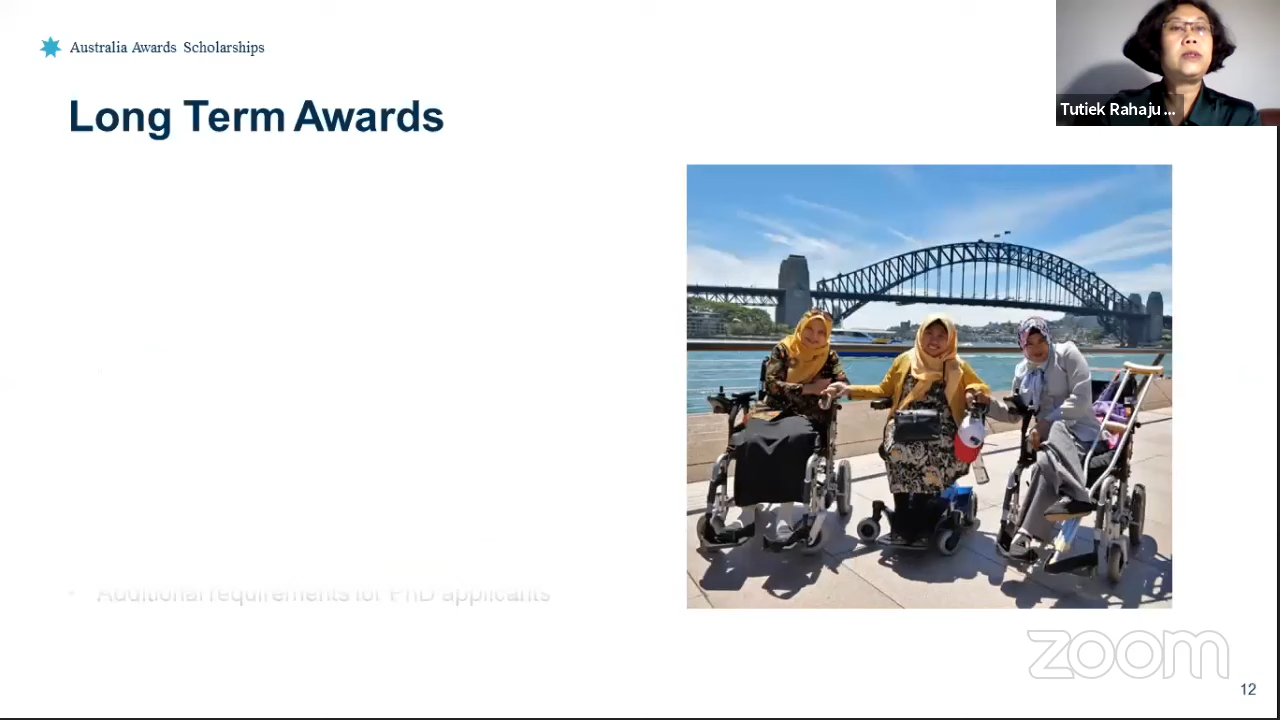 Australia Awards Scholarships
Tutiek Rahaju ...
Long Term Awards
• Additional requirements for PhD applicants
zoom
12